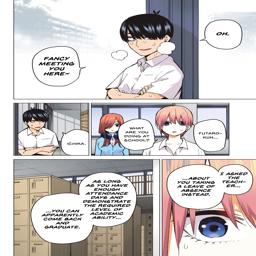 OH,
FANCY
MEETING
YOU
HERE~
FUTARO-
KUN...
WHAT
ARE YOU
DOING AT
SCHOOL?
ICHIKA.
I ASKED
THE
TEACH-
ER...
...ABOUT
YOU TAKING
A LEAVE OF
ABSENCE
INSTEAD.
AS LONG
AS YOU HAVE
ENOUGH
ATTENDANCE
DAYS AND
DEMONSTRATE
THE REQUIRED
LEVEL OF
ACADEMIC
ABILITY...
...YOU CAN
APPARENTLY
COME BACK
AND
GRADUATE.